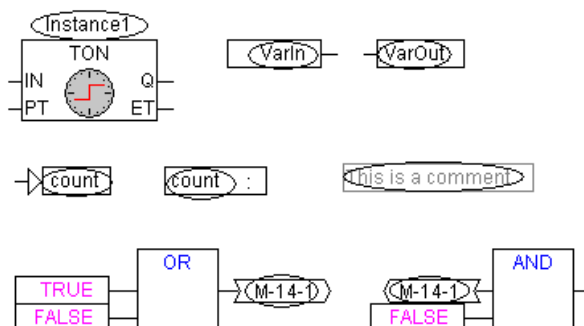 Instance1
TON
IN Q
PT ET
VarIn
VarOut
count
count :
This is a comment
OR
TRUE
FALSE
M-14-1
AND
M-14-1
FALSE